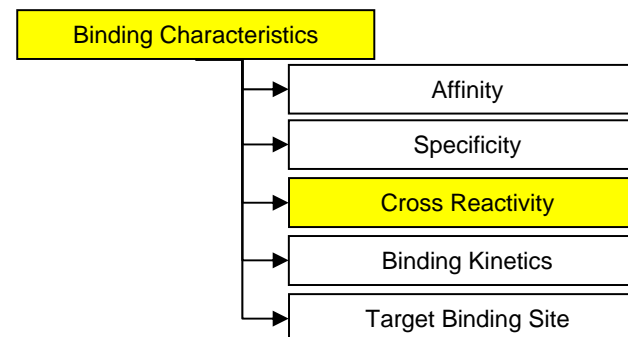 Binding Characteristics
Affinity
Specificity
Cross Reactivity
Binding Kinetics
Target Binding Site